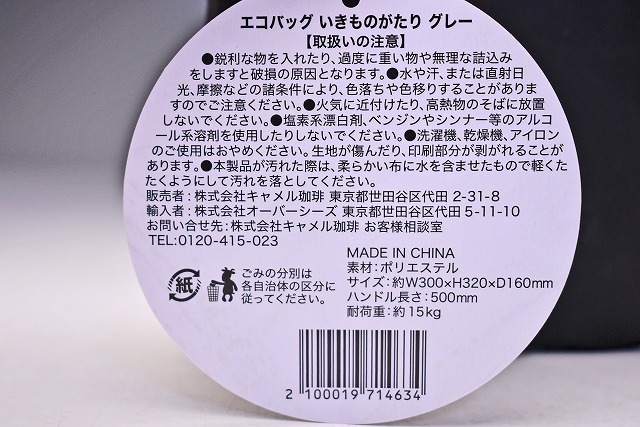 エコバッグ いきものがたり グレー
【取扱いの注意】
●鋭利な物を入れたり、過度に重い物や無理な詰込み
をしますと破損の原因となります。●水や汗、または直射日
光、摩擦などの諸条件により、色落ちや色移りすることがありま
すのでご注意ください。●火気に近付けたり、高熱物のそばに放置
しないでください。●塩素系漂白剤、ベンジンやシンナー等のアルコ
ール系溶剤を使用したりしないでください。●洗濯機、乾燥機、アイロン
のご使用はおやめください。生地が傷んだり、印刷部分が剥がれることが
あります。●本製品が汚れた際は、柔らかい布に水を含ませたもので軽くた
たくようにして汚れを落としてください。
販売者：株式会社キャメル珈琲 東京都世田谷区代田 2-31-8
輸入者：株式会社オーバーシーズ 東京都世田谷区代田 5-11-10
お問い合せ先：株式会社キャメル珈琲 お客様相談室
TEL:0120-415-023
紙
ごみの分別は
各自治体の区分に
従ってください。
MADE IN CHINA
素材：ポリエステル
サイズ：約W300×H320×D160mm
ハンドル長さ：500mm
耐荷重：約15kg
2 100019 714634